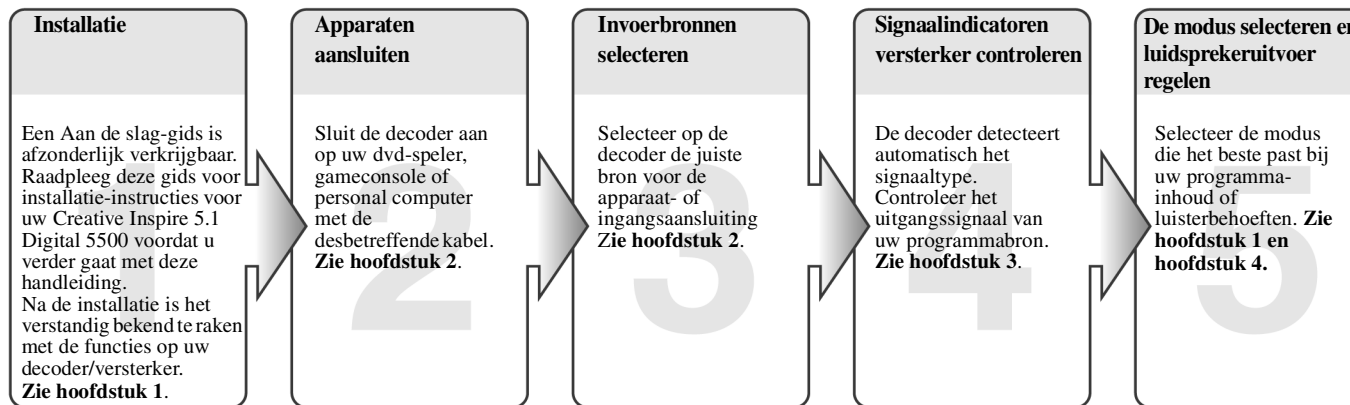 Installatie
Een Aan de slag-gids is
afzonderlijk verkrijgbaar.
Raadpleeg deze gids voor
installatie-instructies voor
uw Creative Inspire 5.1
Digital 5500 voordat u
verder gaat met deze
handleiding.
Na de installatie is het
verstandig bekend te raken
met de functies op uw
decoder/versterker.
Zie hoofdstuk 1.
1
Apparaten
aansluiten
Sluit de decoder aan
op uw dvd-speler,
gameconsole of
personal computer
met de
desbetreffende kabel.
Zie hoofdstuk 2.
2
Invoerbronnen
selecteren
Selecteer op de
decoder de juiste
bron voor de
apparaat- of
ingangsaansluiting
Zie hoofdstuk 2.
3
Signaalindicatoren
versterker controleren
De decoder detecteert
automatisch het
signaaltype.
Controleer het
uitgangssignaal van
uw programmabron.
Zie hoofdstuk 3.
4
De modus selecteren en
luidsprekeruitvoer
regelen
Selecteer de modus
die het beste past bij
uw programma-
inhoud of
luisterbehoeften. Zie
hoofdstuk 1 en
hoofdstuk 4.
5